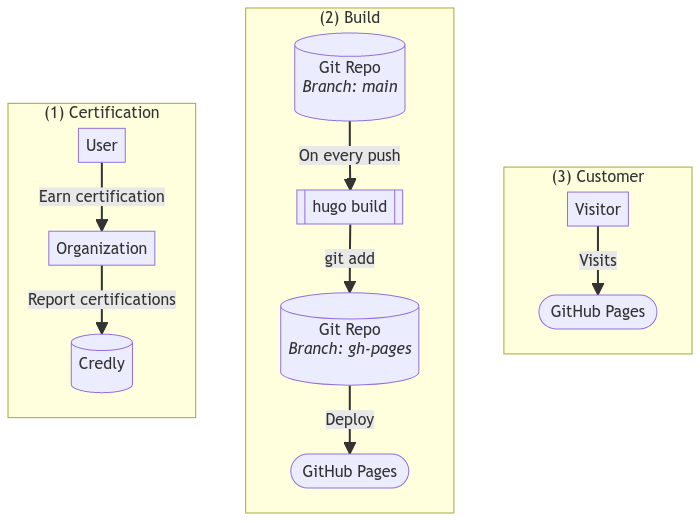 (1) Certification
User
Earn certification
Organization
Report certifications
Credly
(2) Build
Git Repo
Branch: main
On every push
hugo build
git add
Git Repo
Branch: gh-pages
Deploy
GitHub Pages
(3) Customer
Visitor
Visits
GitHub Pages